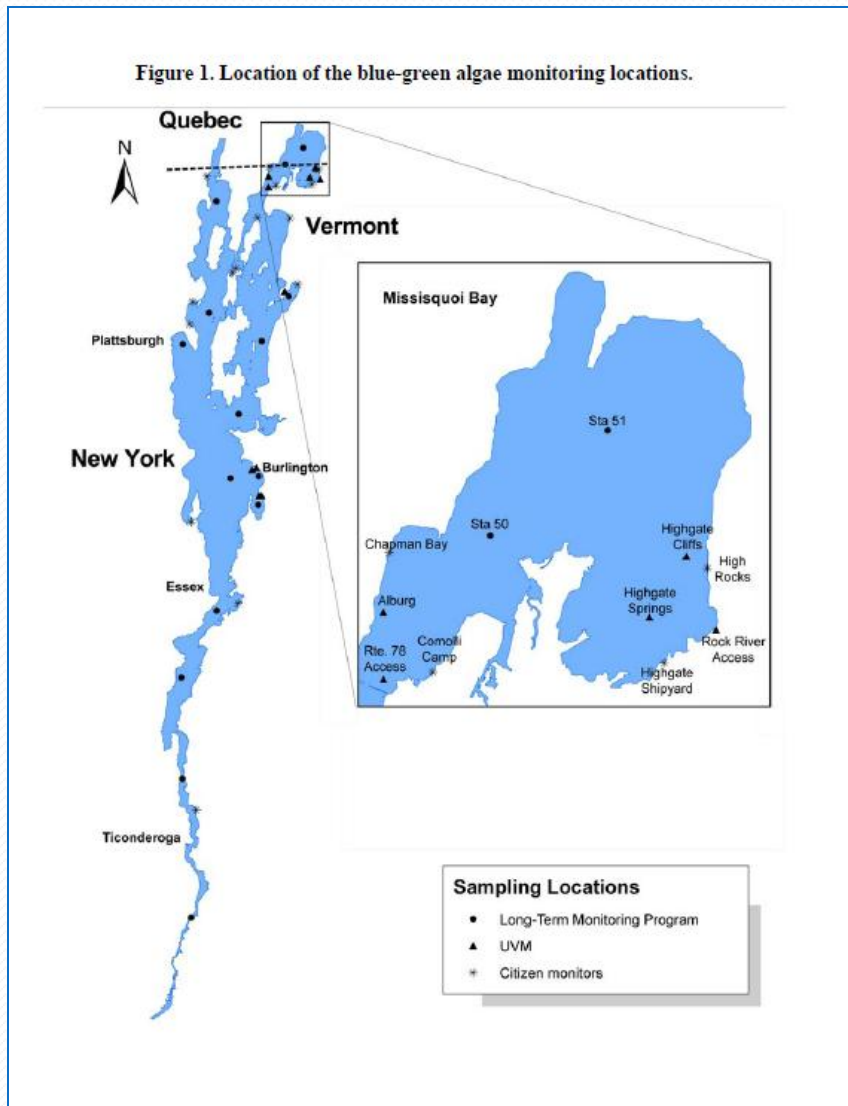 Figure 1. Location of the blue-green algae monitoring locations.
Quebec
N
Vermont
Missisquoi Bay
Plattsburgh
Sta 51
New York
Burlington
Sta 50
Highgate
Cliffs
Chapman Bay
High
Rocks
Essex
Alburg
Highgate
Springs
Comolli
Camp
Rte. 78
Access
Rock River
Access
Highgate
Shipyard
Ticonderoga
Sampling Locations
Long-Term Monitoring Program
UVM
Citizen monitors